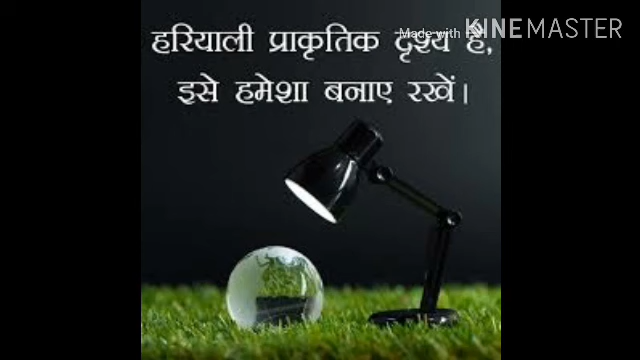 Made with KINEMASTER
हरियाली प्राकृतिक दृश्य है,
इसे हमेशा बनाए रखें।